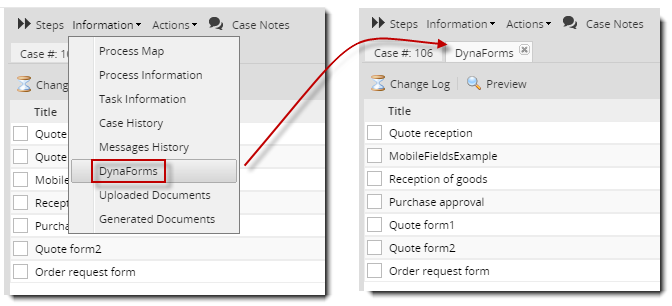 Steps Information Actions Case Notes
Case #: 10
Process Map
Process Information
Task Information
Case History
Messages History
DynaForms
Uploaded Documents
Generated Documents
Chang
Title
Quote
Quote
Mobile
Recept
Purcha
Quote form2
Order request form
Steps Information Actions Case Notes
Case #: 106 DynaForms
Change Log Preview
Title
Quote reception
MobileFieldsExample
Reception of goods
Purchase approval
Quote form1
Quote form2
Order request form